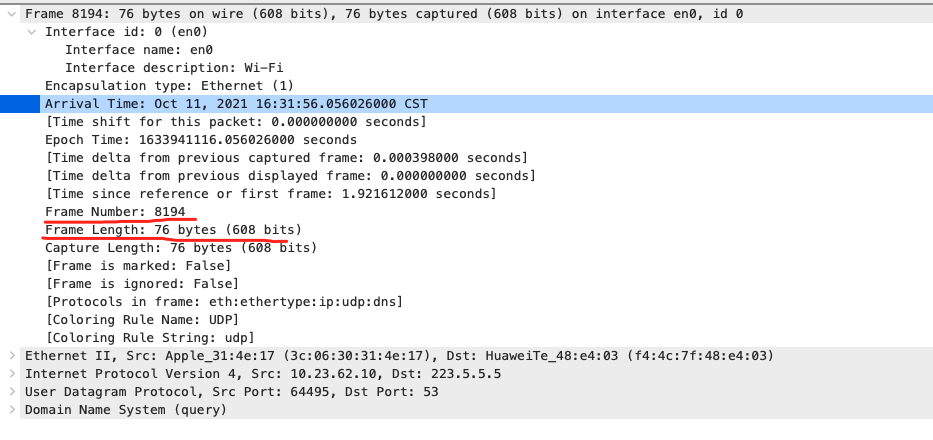 Frame 8194: 76 bytes on wire (608 bits), 76 bytes captured (608 bits) on interface en0, id 0
Interface id: 0 (en0)
Interface name: en0
Interface description: Wi-Fi
Encapsulation type: Ethernet (1)
Arrival Time: Oct 11, 2021 16:31:56.056026000 CST
[Time shift for this packet: 0.000000000 seconds]
Epoch Time: 1633941116.056026000 seconds
[Time delta from previous captured frame: 0.000398000 seconds]
[Time delta from previous displayed frame: 0.000000000 seconds]
[Time since reference or first frame: 1.921612000 seconds]
Frame Number: 8194
Frame Length: 76 bytes (608 bits)
Capture Length: 76 bytes (608 bits)
[Frame is marked: False]
[Frame is ignored: False]
[Protocols in frame: eth:ethertype:ip:udp:dns]
[Coloring Rule Name: UDP]
[Coloring Rule String: udp]
Ethernet II, Src: Apple_31:4e:17 (3c:06:30:31:4e:17), Dst: HuaweiTe_48:e4:03 (f4:4c:7f:48:e4:03)
Internet Protocol Version 4, Src: 10.23.62.10, Dst: 223.5.5.5
User Datagram Protocol, Src Port: 64495, Dst Port: 53
Domain Name System (query)